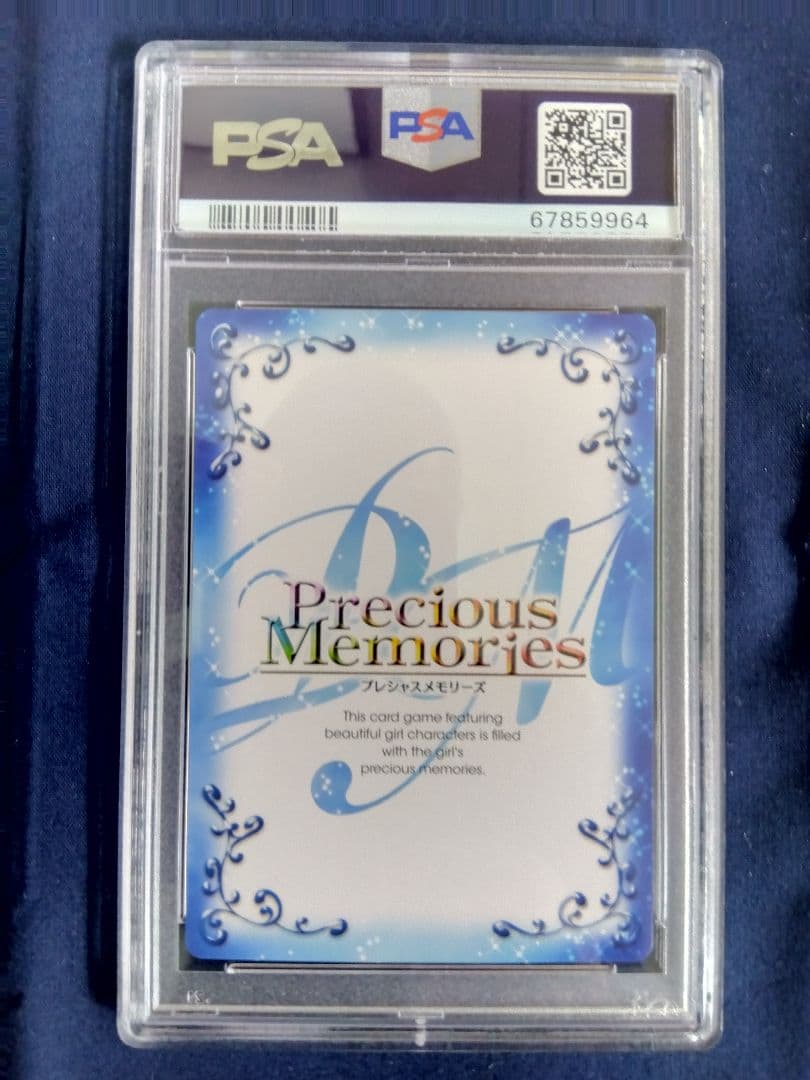 PSA
PSA
67859964
PM
Precious
Memories
プレシャスメモリーズ
This card game featuring
beautiful girl characters is filled
with the girl's
precious memories.